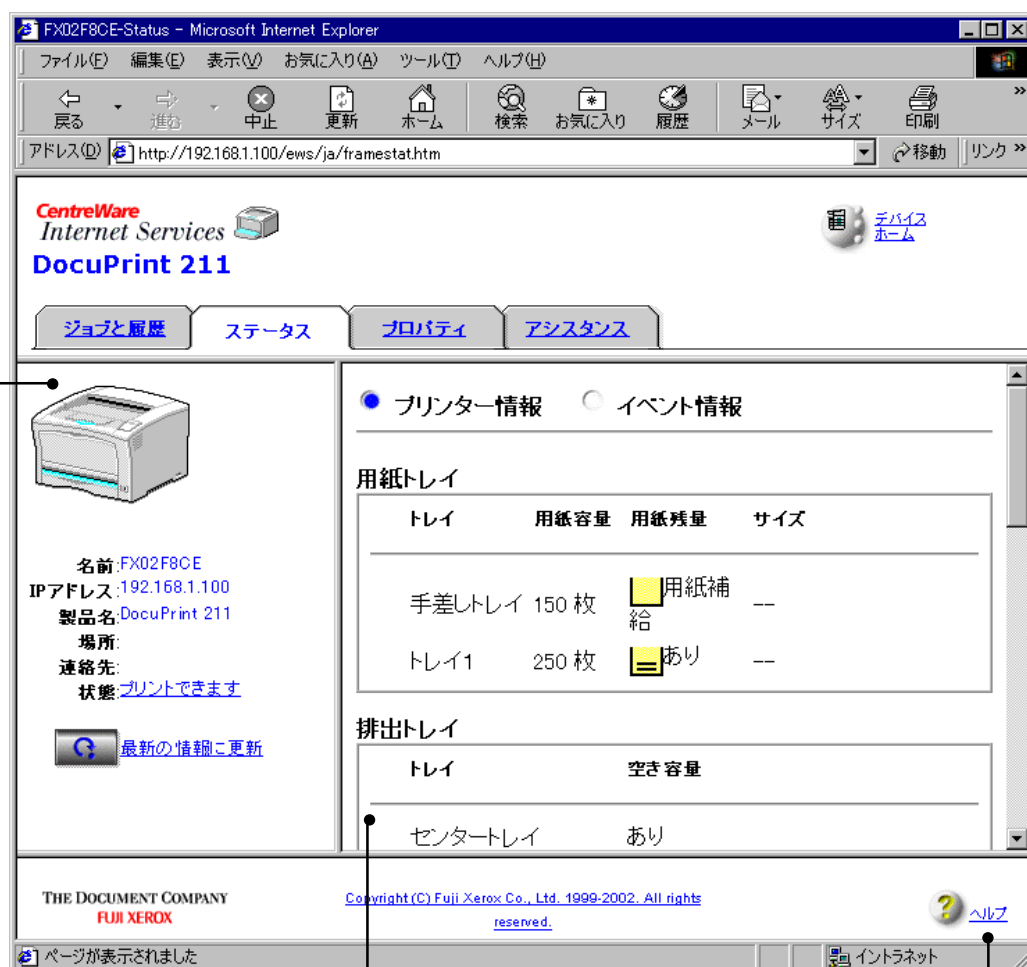 FX02F8CE-Status - Microsoft Internet Explorer
ファイル(F) 編集(E) 表示(V) お気に入り(A) ツール(T) ヘルプ(H)
戻る 進む 中止 更新 ホーム 検索 お気に入り 履歴 メール サイズ 印刷 »
アドレス(D) http://192.168.1.100/ews/ja/framestat.htm 移動 リンク »
CentreWare
Internet Services
DocuPrint 211
デバイス
ホーム
ジョブと履歴 ステータス プロパティ アシスタンス
名前:FX02F8CE
IPアドレス:192.168.1.100
製品名:DocuPrint 211
場所:
連絡先:
状態:プリントできます
最新の情報に更新
プリンター情報 イベント情報
用紙トレイ
トレイ 用紙容量 用紙残量 サイズ
手差しトレイ 150 枚 用紙補
給 --
トレイ1 250 枚 あり --
排出トレイ
トレイ 空き容量
センタートレイ あり
THE DOCUMENT COMPANY
FUJI XEROX
Copyright (C) Fuji Xerox Co., Ltd. 1999-2002. All rights
reserved.
ヘルプ
ページが表示されました イントラネット